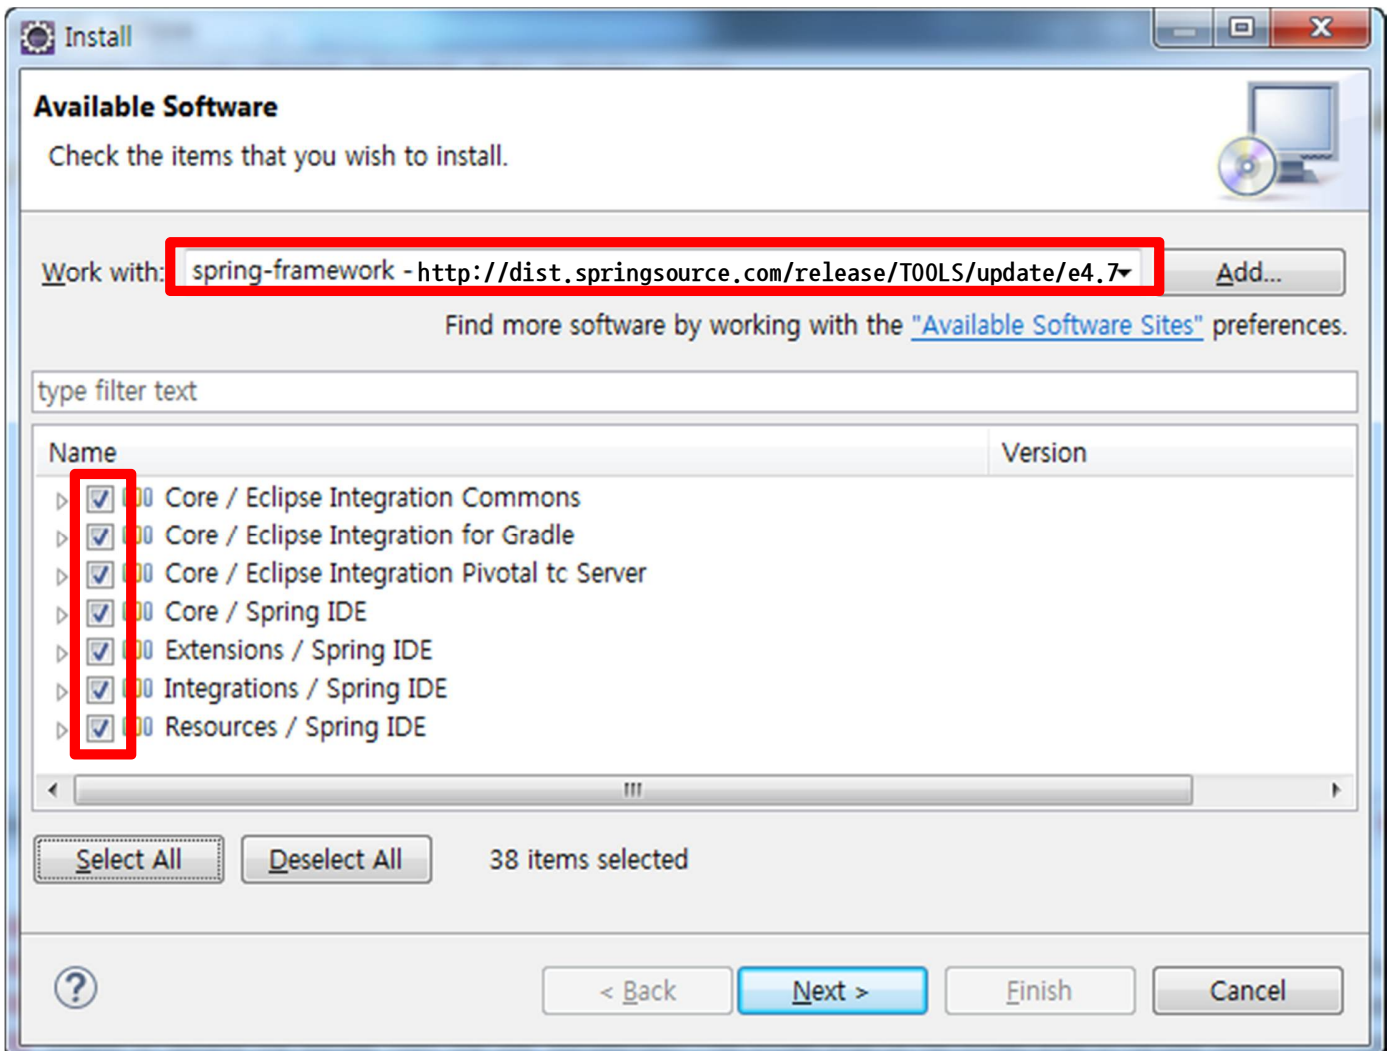 Install
Available Software
Check the items that you wish to install.
Work with: spring-framework - http://dist.springsource.com/release/TOOLS/update/e4.7 Add...
Find more software by working with the "Available Software Sites" preferences.
type filter text
Name Version
Core / Eclipse Integration Commons
Core / Eclipse Integration for Gradle
Core / Eclipse Integration Pivotal tc Server
Core / Spring IDE
Extensions / Spring IDE
Integrations / Spring IDE
Resources / Spring IDE
Select All Deselect All 38 items selected
? < Back Next > Finish Cancel